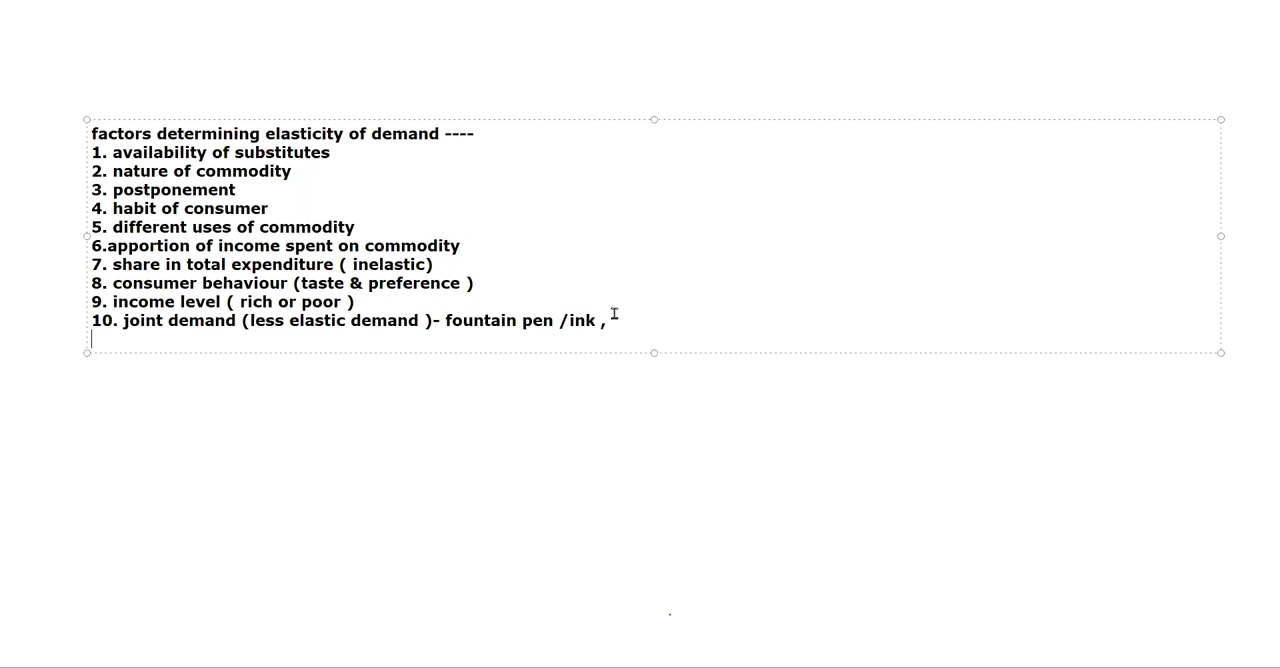 factors determining elasticity of demand ----
1. availability of substitutes
2. nature of commodity
3. postponement
4. habit of consumer
5. different uses of commodity
6.apportion of income spent on commodity
7. share in total expenditure ( inelastic)
8. consumer behaviour (taste & preference )
9. income level ( rich or poor )
10. joint demand (less elastic demand )- fountain pen /ink ,